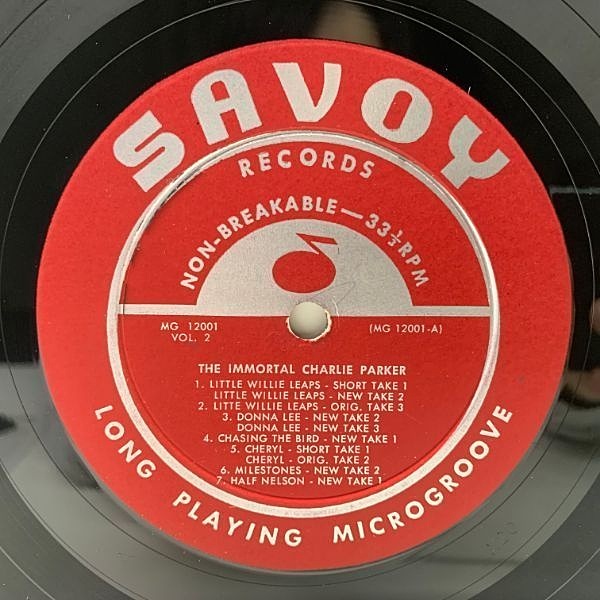 SAVOY
RECORDS
NON-BREAKABLE—33⅓RPM
MG 12001
VOL. 2
(MG 12001-A)
THE IMMORTAL CHARLIE PARKER
1. LITTLE WILLIE LEAPS - SHORT TAKE 1
LITTLE WILLIE LEAPS - NEW TAKE 2
2. LITTE WILLIE LEAPS - ORIG. TAKE 3
3. DONNA LEE - NEW TAKE 2
DONNA LEE - NEW TAKE 3
4. CHASING THE BIRD - NEW TAKE 1
5. CHERYL - SHORT TAKE 1
CHERYL - ORIG. TAKE 2
6. MILESTONES - NEW TAKE 2
7. HALF NELSON - NEW TAKE 1
LONG PLAYING MICROGROOVE